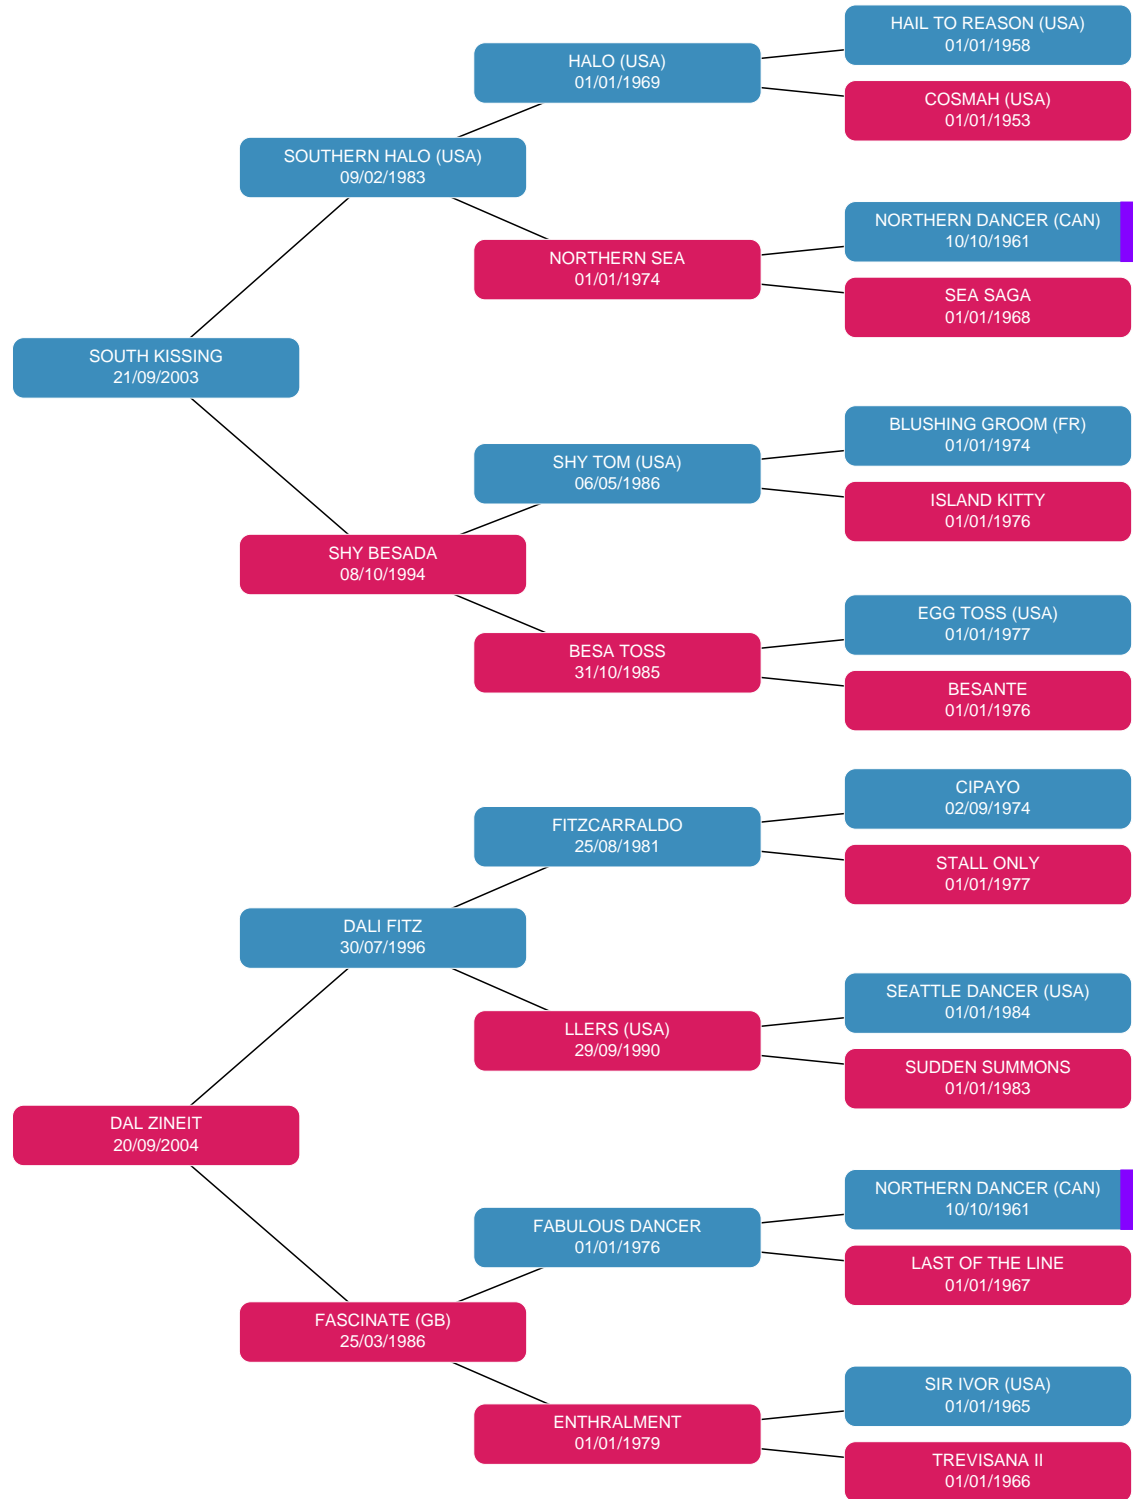 HAIL TO REASON (USA)
01/01/1958
HALO (USA)
01/01/1969
COSMAH (USA)
01/01/1953
SOUTHERN HALO (USA)
09/02/1983
NORTHERN DANCER (CAN)
10/10/1961
NORTHERN SEA
01/01/1974
SEA SAGA
01/01/1968
SOUTH KISSING
21/09/2003
BLUSHING GROOM (FR)
01/01/1974
SHY TOM (USA)
06/05/1986
ISLAND KITTY
01/01/1976
SHY BESADA
08/10/1994
EGG TOSS (USA)
01/01/1977
BESA TOSS
31/10/1985
BESANTE
01/01/1976
CIPAYO
02/09/1974
FITZCARRALDO
25/08/1981
STALL ONLY
01/01/1977
DALI FITZ
30/07/1996
SEATTLE DANCER (USA)
01/01/1984
LLERS (USA)
29/09/1990
SUDDEN SUMMONS
01/01/1983
DAL ZINEIT
20/09/2004
NORTHERN DANCER (CAN)
10/10/1961
FABULOUS DANCER
01/01/1976
LAST OF THE LINE
01/01/1967
FASCINATE (GB)
25/03/1986
SIR IVOR (USA)
01/01/1965
ENTHRALMENT
01/01/1979
TREVISANA II
01/01/1966